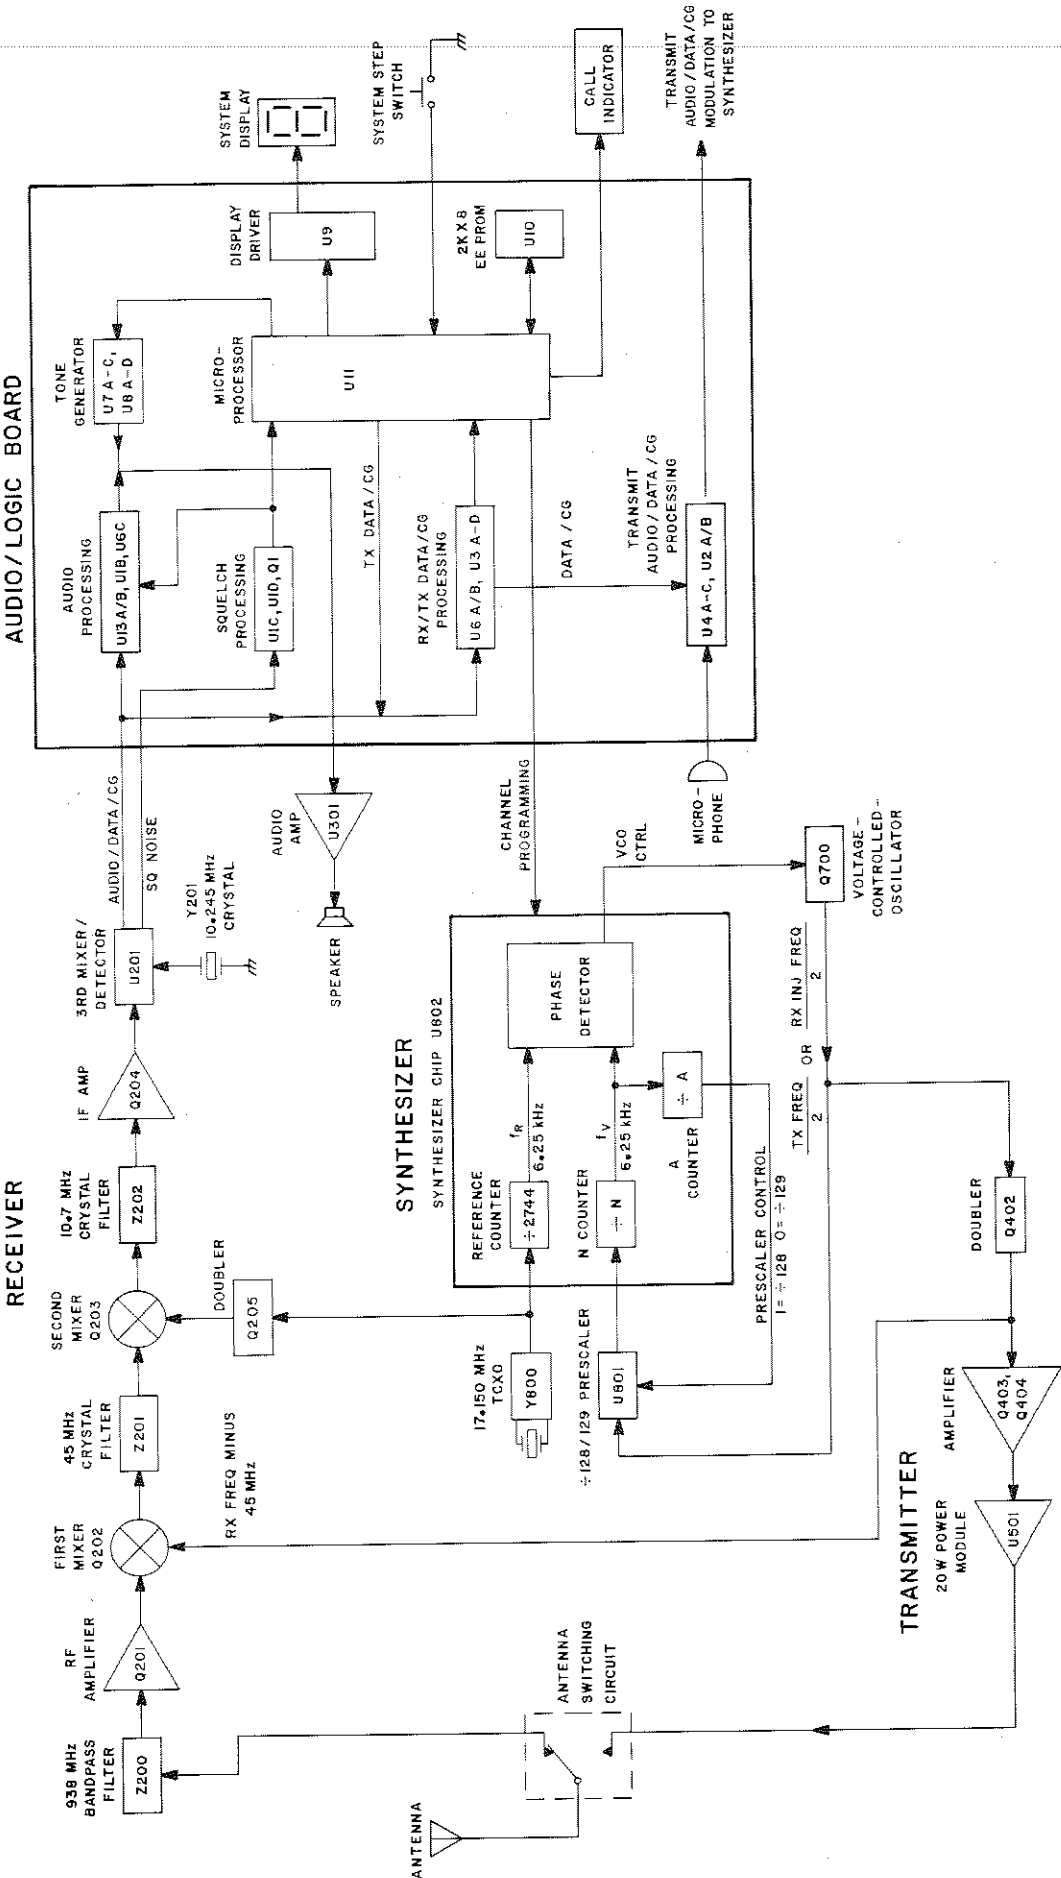 RECEIVER
938 MHz
BANDPASS
FILTER
Z200
RF
AMPLIFIER
Q201
FIRST
MIXER
Q202
RX FREQ MINUS
45 MHz
45 MHz
CRYSTAL
FILTER
Z201
SECOND
MIXER
Q203
DOUBLER
Q205
10.7 MHz
CRYSTAL
FILTER
Z202
IF AMP
Q204
3RD MIXER/
DETECTOR
U201
Y201
10.245 MHz
CRYSTAL
AUDIO/DATA/CG
SQ NOISE
AUDIO
AMP
U301
SPEAKER
AUDIO/LOGIC BOARD
AUDIO
PROCESSING
U13 A/B, U1B, U6C
TONE
GENERATOR
U7 A-C,
U8 A-D
SQUELCH
PROCESSING
U1C, U1D, Q1
MICRO-
PROCESSOR
U11
DISPLAY
DRIVER
U9
SYSTEM
DISPLAY
SYSTEM STEP
SWITCH
2K X 8
EE PROM
U10
CALL
INDICATOR
TX DATA/CG
RX/TX DATA/CG
PROCESSING
U6 A/B, U3 A-D
DATA/CG
TRANSMIT
AUDIO/DATA/CG
PROCESSING
U4 A-C, U2 A/B
TRANSMIT
AUDIO/DATA/CG
MODULATION TO
SYNTHESIZER
MICRO-
PHONE
CHANNEL
PROGRAMMING
SYNTHESIZER
SYNTHESIZER CHIP U802
REFERENCE
COUNTER
÷2744
fR
6.25 kHz
N COUNTER
÷ N
fV
6.25 kHz
PHASE
DETECTOR
÷ A
A
COUNTER
17.150 MHz
TCXO
Y800
÷128/129 PRESCALER
U801
PRESCALER CONTROL
1= ÷128 0= ÷129
VCO
CTRL
Q700
VOLTAGE-
CONTROLLED-
OSCILLATOR
TX FREQ OR RX INJ FREQ
2 2
DOUBLER
Q402
AMPLIFIER
Q403,
Q404
TRANSMITTER
20W POWER
MODULE
U501
ANTENNA
SWITCHING
CIRCUIT
ANTENNA